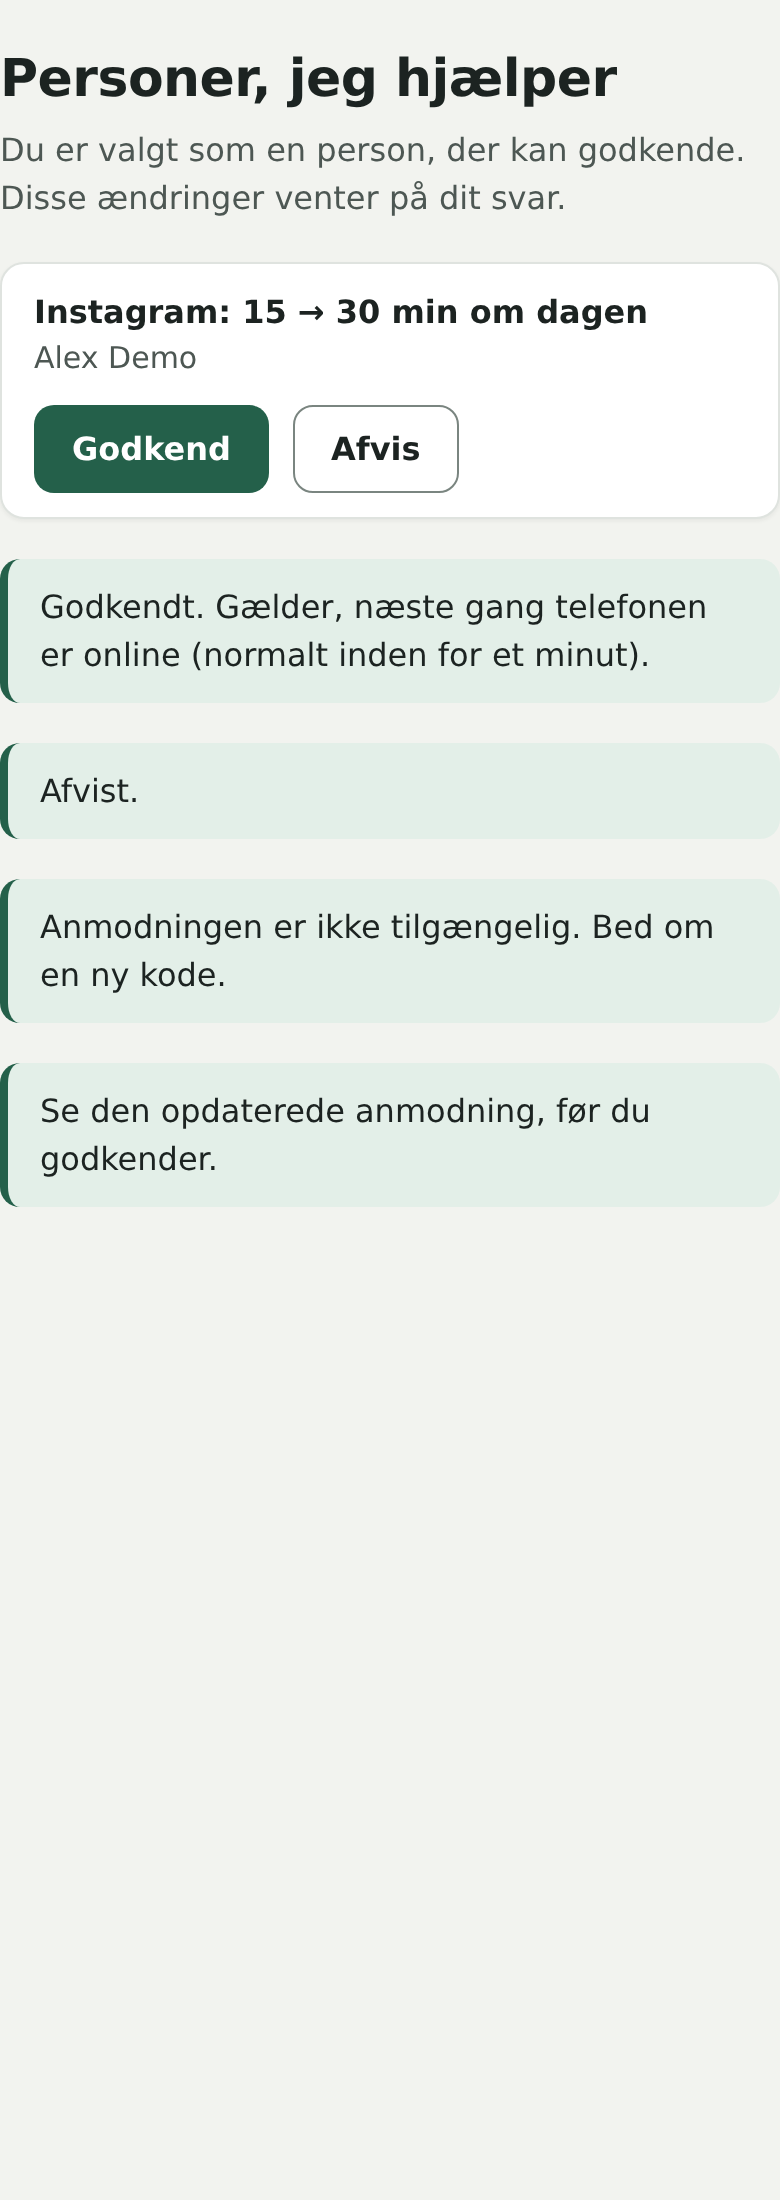 Personer, jeg hjælper
Du er valgt som en person, der kan godkende.
Disse ændringer venter på dit svar.
Instagram: 15 → 30 min om dagen
Alex Demo
Godkend
Afvis
Godkendt. Gælder, næste gang telefonen
er online (normalt inden for et minut).
Afvist.
Anmodningen er ikke tilgængelig. Bed om
en ny kode.
Se den opdaterede anmodning, før du
godkender.